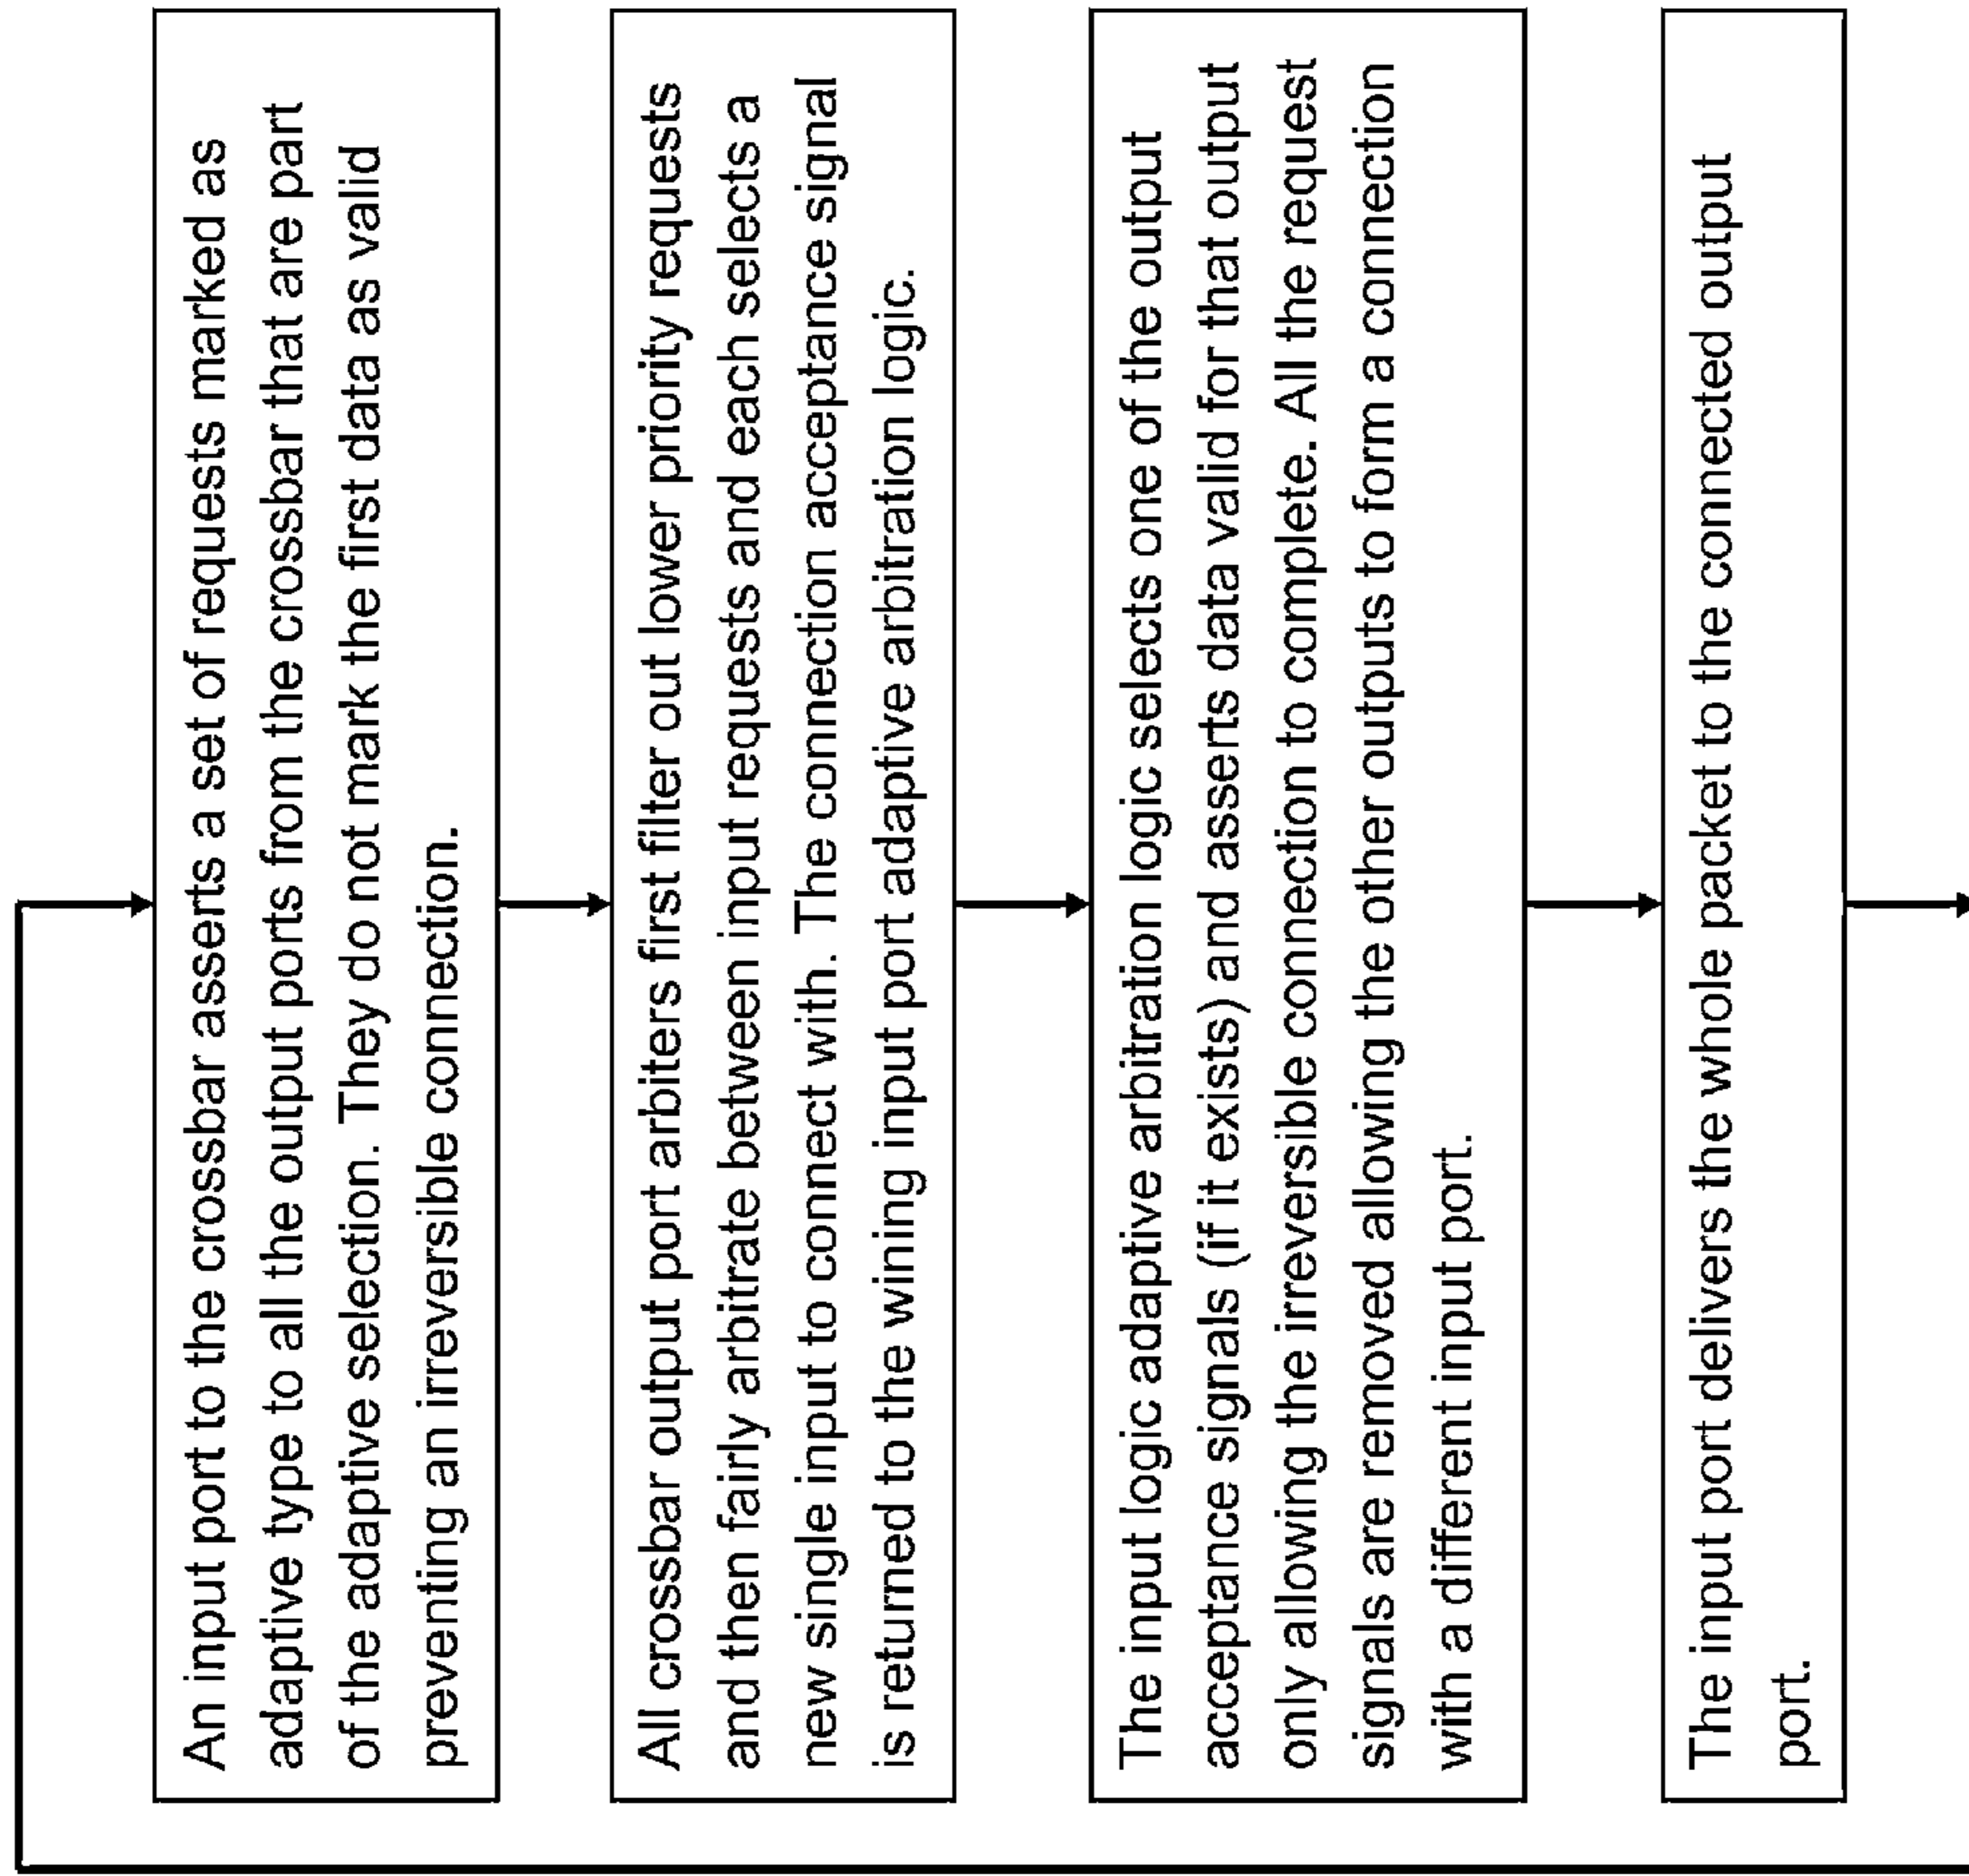 An input port to the crossbar asserts a set of requests marked as
adaptive type to all the output ports from the crossbar that are part
of the adaptive selection. They do not mark the first data as valid
preventing an irreversible connection.
All crossbar output port arbiters first filter out lower priority requests
and then fairly arbitrate between input requests and each selects a
new single input to connect with. The connection acceptance signal
is returned to the wining input port adaptive arbitration logic.
The input logic adaptive arbitration logic selects one of the output
acceptance signals (if it exists) and asserts data valid for that output
only allowing the irreversible connection to complete. All the request
signals are removed allowing the other outputs to form a connection
with a different input port.
The input port delivers the whole packet to the connected output
port.